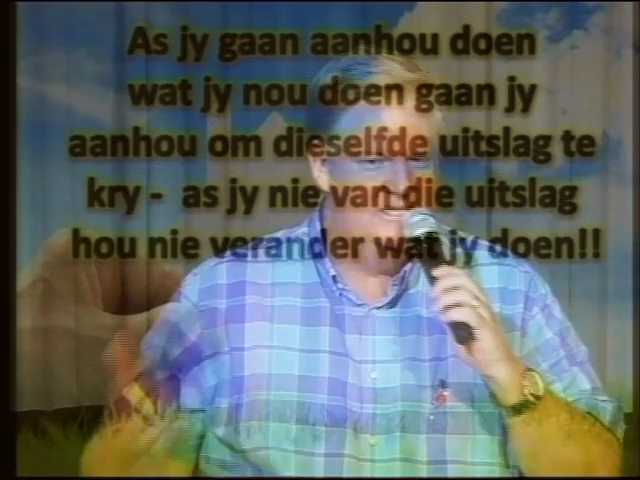 As jy gaan aanhou doen
wat jy nou doen gaan jy
aanhou om dieselfde uitslag te
kry - as jy nie van die uitslag
hou nie verander wat jy doen!!